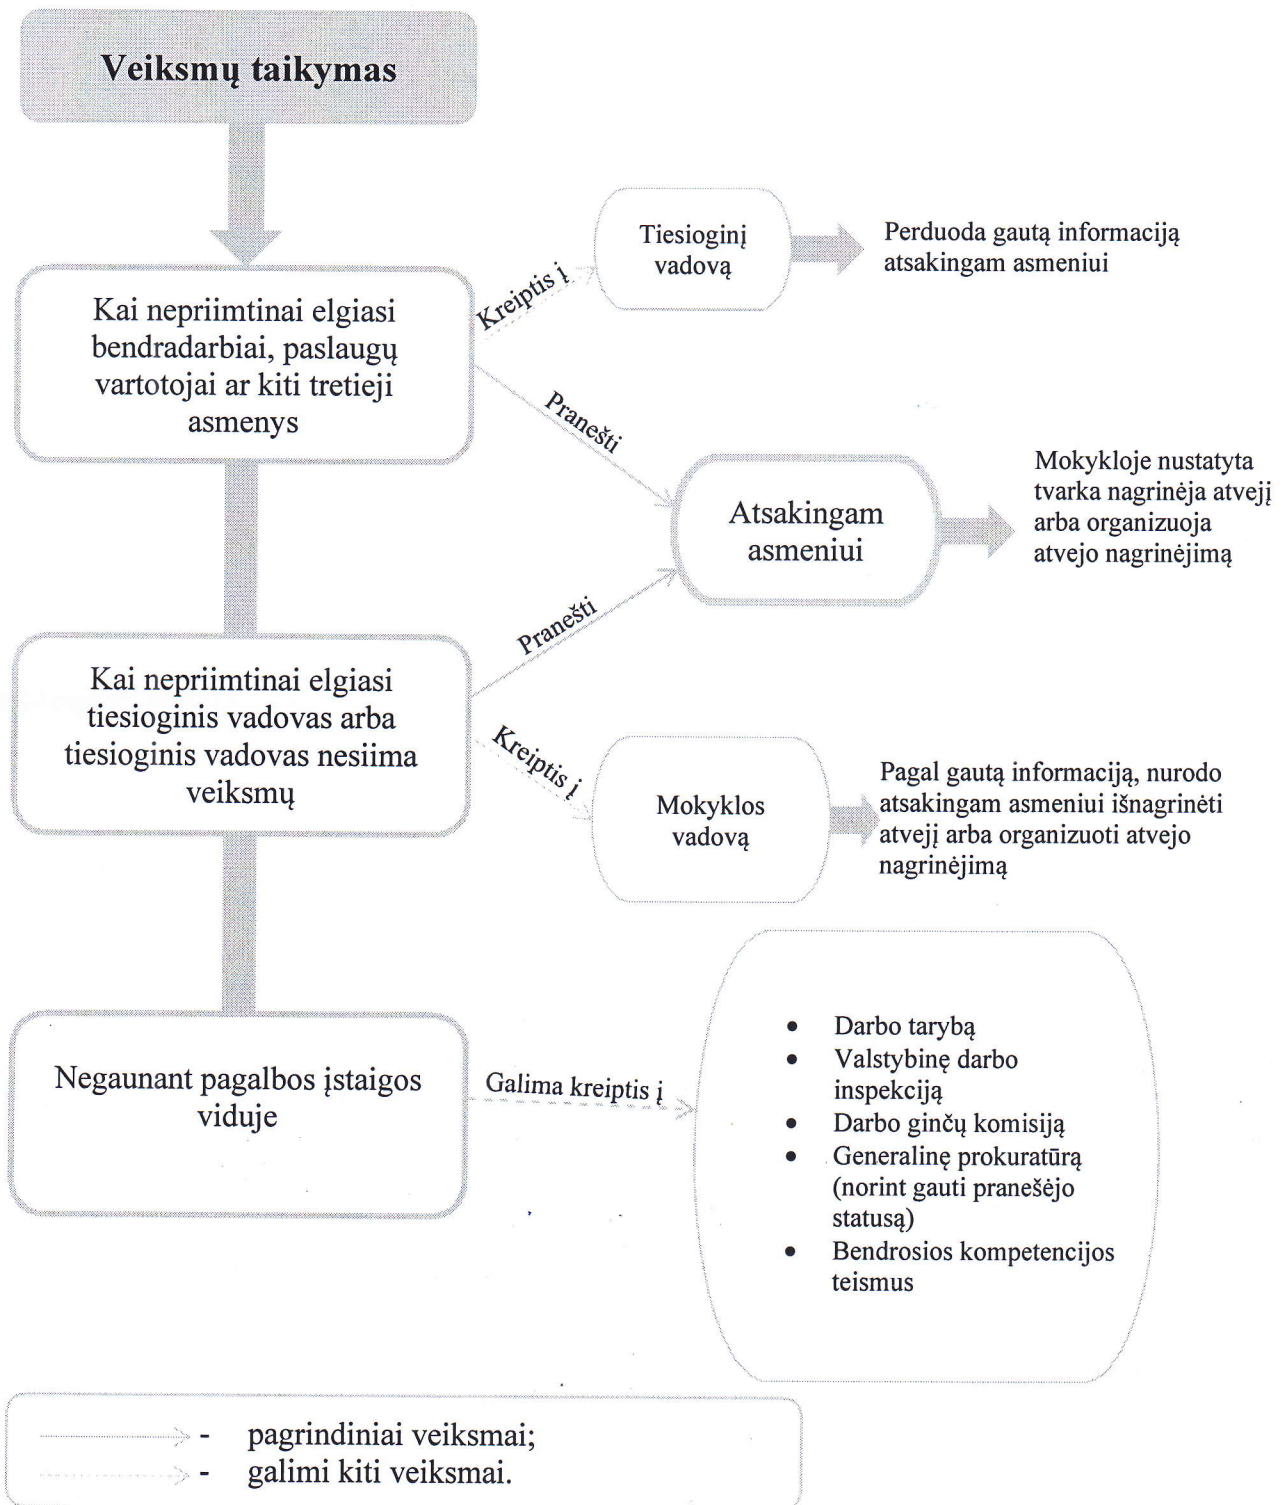 Veiksmų taikymas
Kai nepriimtinai elgiasi
bendradarbiai, paslaugų
vartotojai ar kiti tretieji
asmenys
Kreiptis į
Tiesioginį
vadovą
Perduoda gautą informaciją
atsakingam asmeniui
Pranešti
Atsakingam
asmeniui
Mokykloje nustatyta
tvarka nagrinėja atvejį
arba organizuoja
atvejo nagrinėjimą
Pranešti
Kai nepriimtinai elgiasi
tiesioginis vadovas arba
tiesioginis vadovas nesiima
veiksmų
Kreiptis į
Mokyklos
vadovą
Pagal gautą informaciją, nurodo
atsakingam asmeniui išnagrinėti
atvejį arba organizuoti atvejo
nagrinėjimą
Negaunant pagalbos įstaigos
viduje
Galima kreiptis į
• Darbo tarybą
• Valstybinę darbo
inspekciją
• Darbo ginčų komisiją
• Generalinę prokuratūrą
(norint gauti pranešėjo
statusą)
• Bendrosios kompetencijos
teismus
- pagrindiniai veiksmai;
- galimi kiti veiksmai.